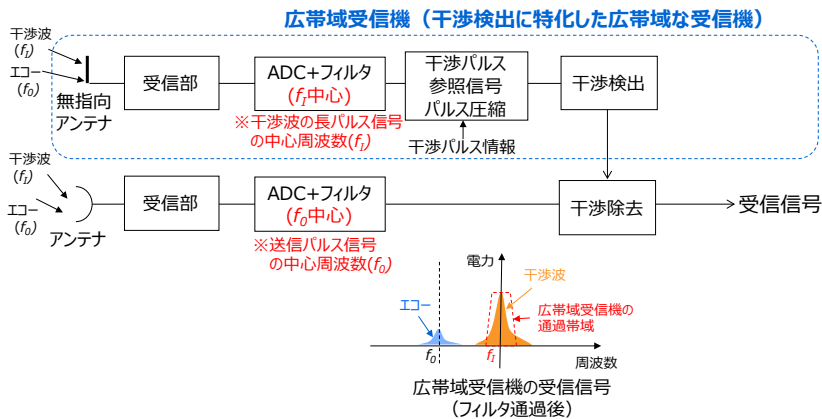 広帯域受信機（干渉検出に特化した広帯域な受信機）
干渉波
(fI)
エコー
(f0)
無指向
アンテナ
受信部
ADC+フィルタ
(fI中心)
※干渉波の長パルス信号
の中心周波数(fI)
干渉パルス
参照信号
パルス圧縮
干渉パルス情報
干渉検出
干渉波
(fI)
エコー
(f0)
アンテナ
受信部
ADC+フィルタ
(f0中心)
※送信パルス信号
の中心周波数(f0)
干渉除去
受信信号
電力
干渉波
エコー
広帯域受信機の
通過帯域
f0
fI
周波数
広帯域受信機の受信信号
(フィルタ通過後)